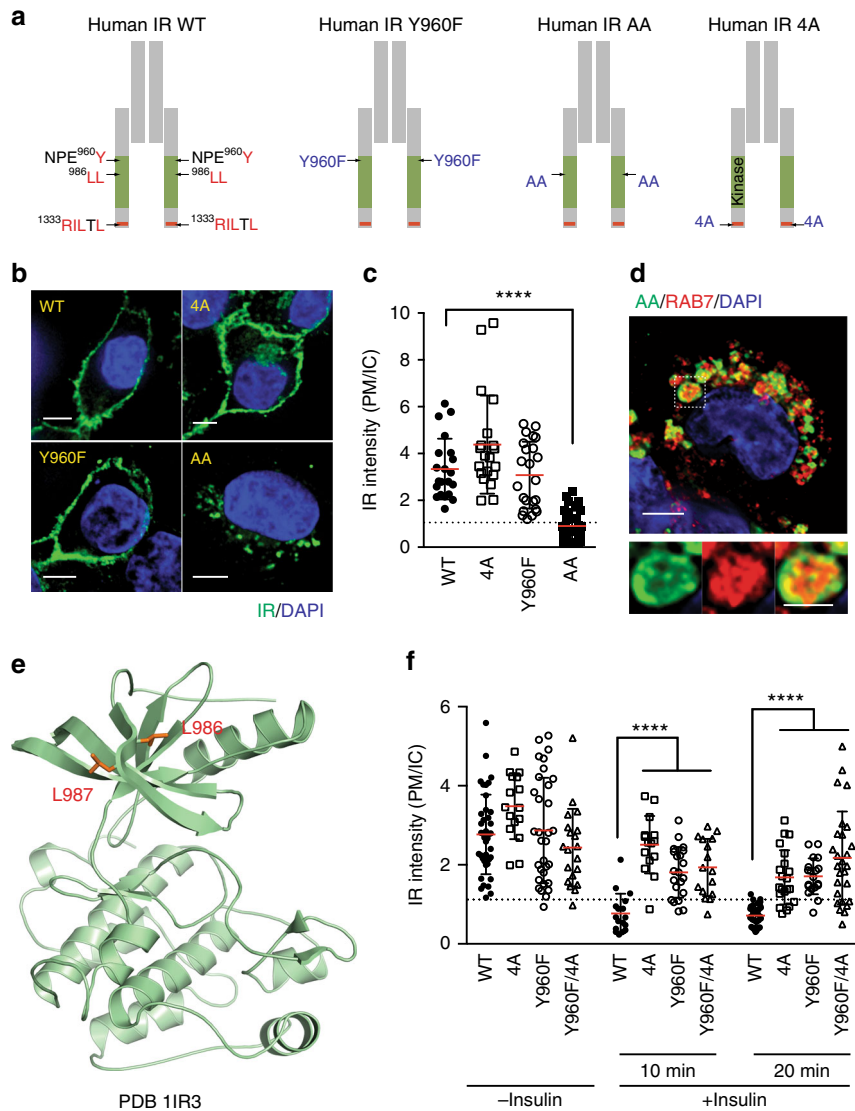 a
Human IR WT
Human IR Y960F
Human IR AA
Human IR 4A
NPE960Y
NPE960Y
986LL
986LL
1333RILTL
1333RILTL
Y960F
Y960F
AA
AA
Kinase
4A
4A
b
WT
4A
Y960F
AA
IR/DAPI
c
****
IR intensity (PM/IC)
10
8
6
4
2
0
WT
4A
Y960F
AA
d
AA/RAB7/DAPI
e
L986
L987
PDB 1IR3
f
****
****
IR intensity (PM/IC)
6
4
2
0
WT
4A
Y960F
Y960F/4A
WT
4A
Y960F
Y960F/4A
WT
4A
Y960F
Y960F/4A
10 min
20 min
–Insulin
+Insulin